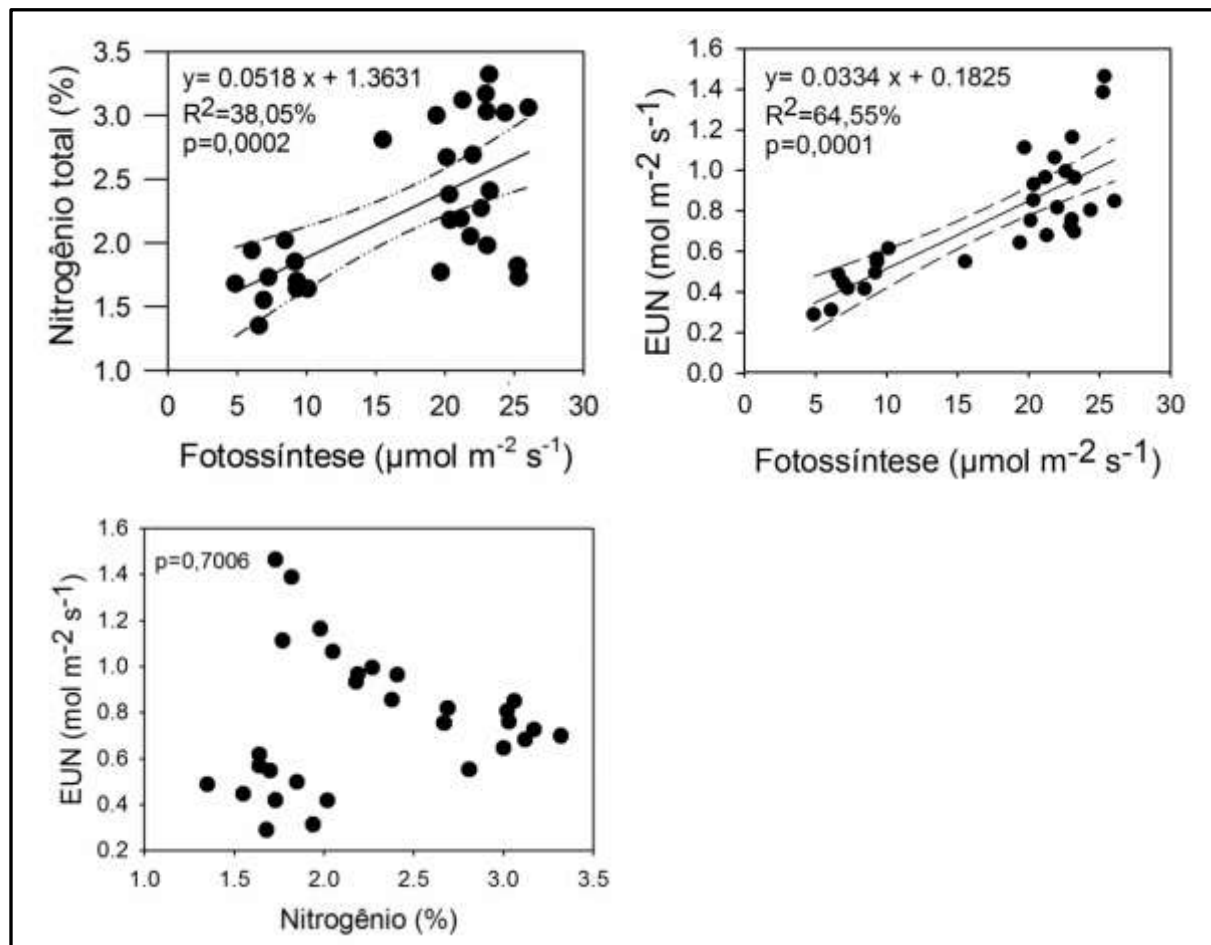 Nitrogênio total (%)
3.5
3.0
2.5
2.0
1.5
1.0
y= 0.0518 x + 1.3631
R²=38,05%
p=0,0002
0 5 10 15 20 25 30
Fotossíntese (µmol m⁻² s⁻¹)
EUN (mol m⁻² s⁻¹)
1.6
1.4
1.2
1.0
0.8
0.6
0.4
0.2
0.0
y= 0.0334 x + 0.1825
R²=64,55%
p=0,0001
0 5 10 15 20 25 30
Fotossíntese (µmol m⁻² s⁻¹)
EUN (mol m⁻² s⁻¹)
1.6
1.4
1.2
1.0
0.8
0.6
0.4
0.2
p=0,7006
1.0 1.5 2.0 2.5 3.0 3.5
Nitrogênio (%)